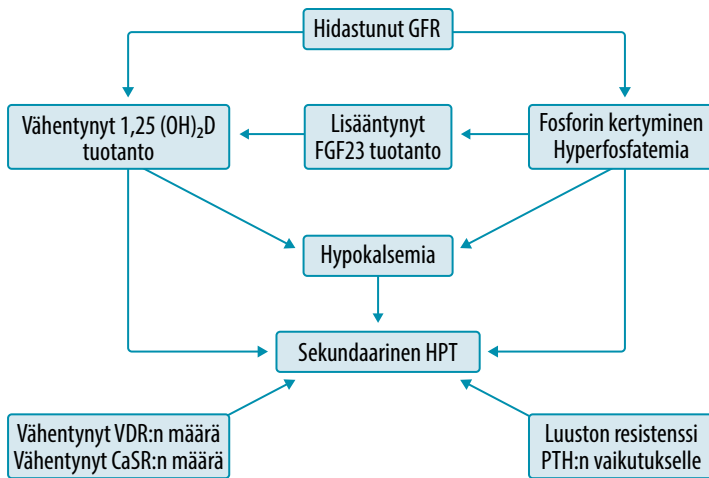 Hidastunut GFR
Vähentynyt 1,25 (OH)₂D
tuotanto
Lisääntynyt
FGF23 tuotanto
Fosforin kertyminen
Hyperfosfatemia
Hypokalsemia
Sekundaarinen HPT
Vähentynyt VDR:n määrä
Vähentynyt CaSR:n määrä
Luuston resistenssi
PTH:n vaikutukselle